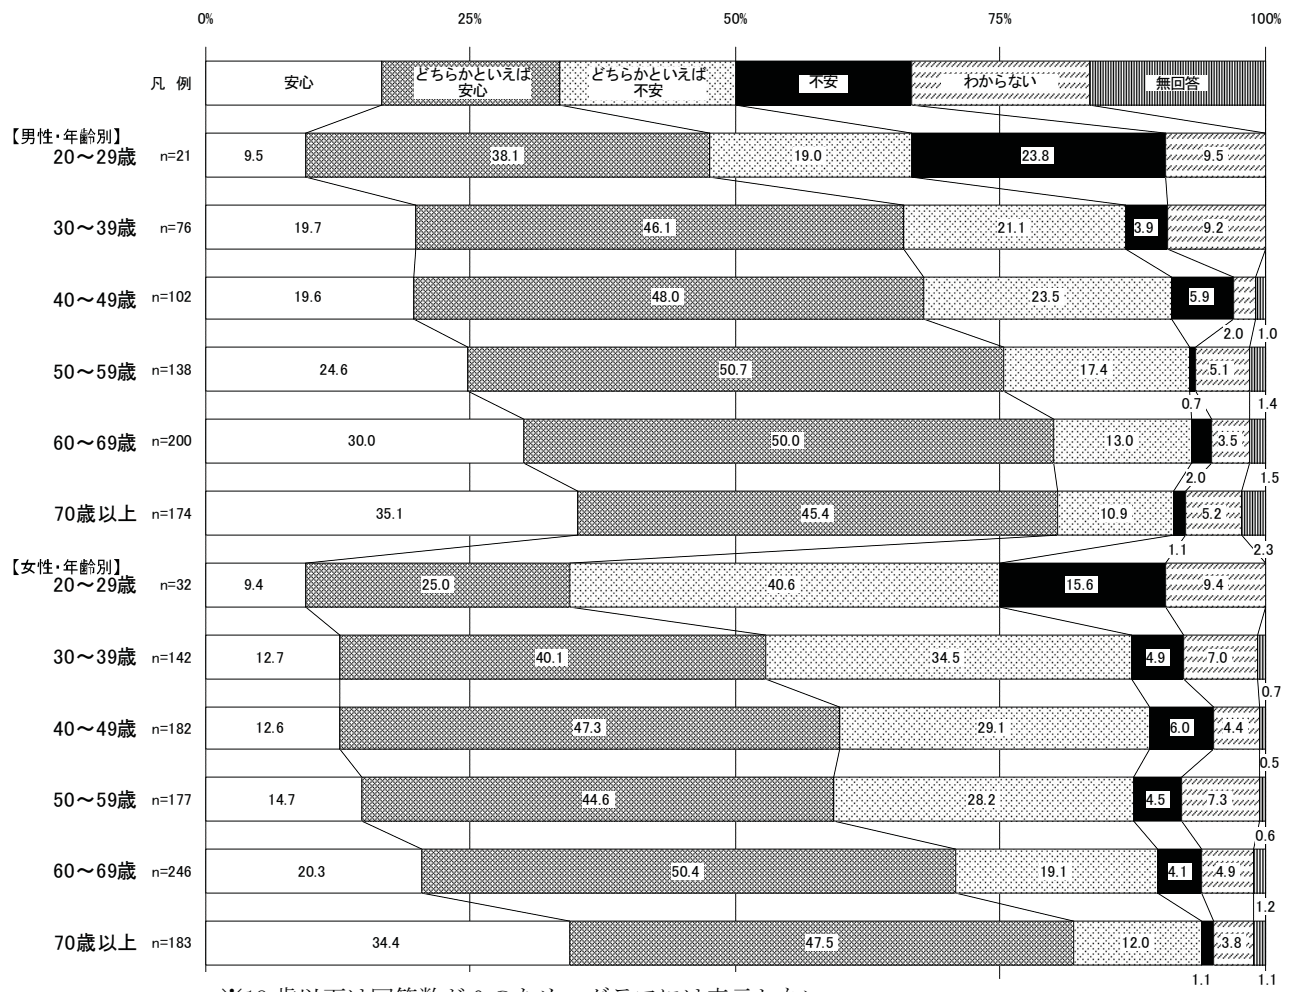 0% 25% 50% 75% 100%
凡 例 安心 どちらかといえば安心 どちらかといえば不安 不安 わからない 無回答
【男性・年齢別】
20～29歳 n=21 9.5 38.1 19.0 23.8 9.5
30～39歳 n=76 19.7 46.1 21.1 3.9 9.2
40～49歳 n=102 19.6 48.0 23.5 5.9
2.0 1.0
50～59歳 n=138 24.6 50.7 17.4 5.1
0.7 1.4
60～69歳 n=200 30.0 50.0 13.0 3.5
2.0 1.5
70歳以上 n=174 35.1 45.4 10.9 5.2
1.1 2.3
【女性・年齢別】
20～29歳 n=32 9.4 25.0 40.6 15.6 9.4
30～39歳 n=142 12.7 40.1 34.5 4.9 7.0
0.7
40～49歳 n=182 12.6 47.3 29.1 6.0 4.4
0.5
50～59歳 n=177 14.7 44.6 28.2 4.5 7.3
0.6
60～69歳 n=246 20.3 50.4 19.1 4.1 4.9
1.2
70歳以上 n=183 34.4 47.5 12.0 3.8
1.1 1.1